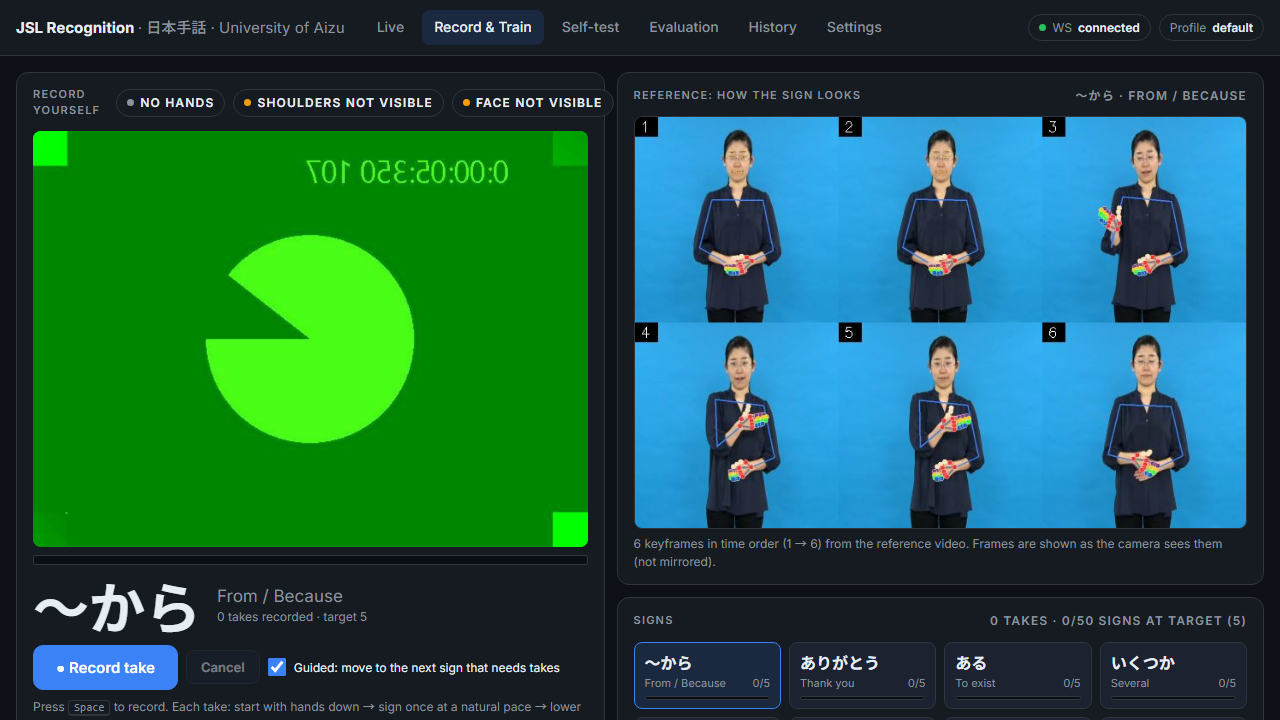 JSL Recognition · 日本手話 · University of Aizu
Live
Record & Train
Self-test
Evaluation
History
Settings
WS connected
Profile default
RECORD
YOURSELF
NO HANDS
SHOULDERS NOT VISIBLE
FACE NOT VISIBLE
0:00:05:350 107
〜から
From / Because
0 takes recorded · target 5
Record take
Cancel
Guided: move to the next sign that needs takes
Press Space to record. Each take: start with hands down → sign once at a natural pace → lower
REFERENCE: HOW THE SIGN LOOKS
〜から · FROM / BECAUSE
1
2
3
4
5
6
6 keyframes in time order (1 → 6) from the reference video. Frames are shown as the camera sees them
(not mirrored).
SIGNS
0 TAKES · 0/50 SIGNS AT TARGET (5)
〜から
From / Because 0/5
ありがとう
Thank you 0/5
ある
To exist 0/5
いくつか
Several 0/5